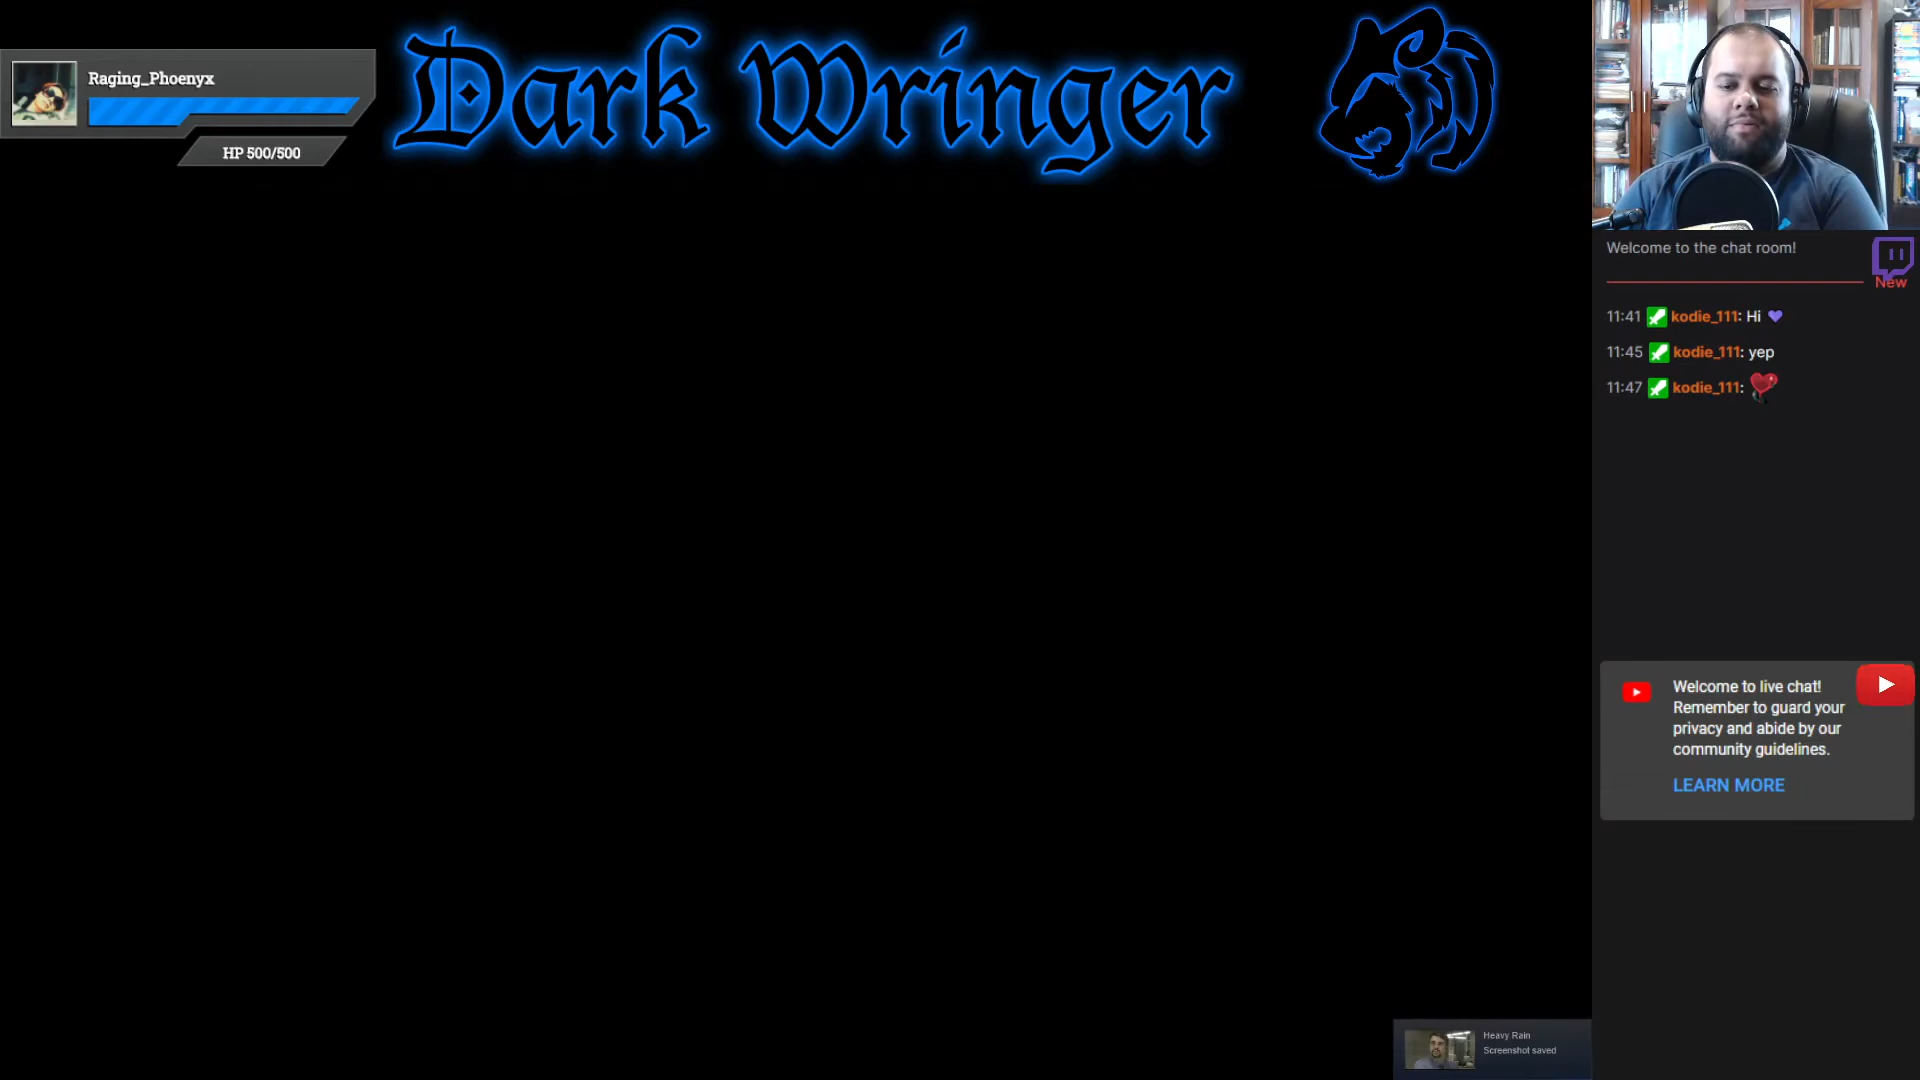 Raging_Phoenyx
HP 500/500
Dark Wringer
Welcome to the chat room!
New
11:41 kodie_111: Hi 💜
11:45 kodie_111: yep
11:47 kodie_111:
Welcome to live chat!
Remember to guard your
privacy and abide by our
community guidelines.
LEARN MORE
Heavy Rain
Screenshot saved